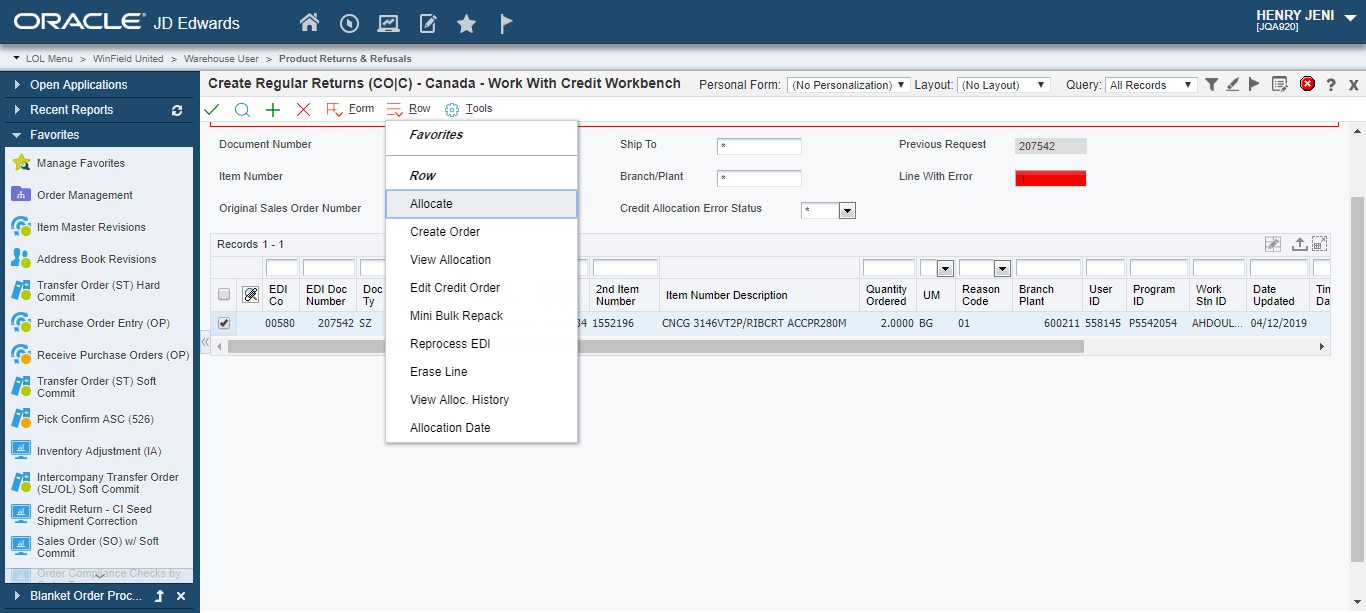 ORACLE® JD Edwards
HENRY JENI
[JQA920]
LOL Menu > WinField United > Warehouse User > Product Returns & Refusals
Open Applications
Recent Reports
Favorites
Manage Favorites
Order Management
Item Master Revisions
Address Book Revisions
Transfer Order (ST) Hard
Commit
Purchase Order Entry (OP)
Receive Purchase Orders (OP)
Transfer Order (ST) Soft
Commit
Pick Confirm ASC (526)
Inventory Adjustment (IA)
Intercompany Transfer Order
(SL/OL) Soft Commit
Credit Return - CI Seed
Shipment Correction
Sales Order (SO) w/ Soft
Commit
Order Compliance Checks by
Blanket Order Proc...
Create Regular Returns (CO|C) - Canada - Work With Credit Workbench
Personal Form: (No Personalization) Layout: (No Layout) Query: All Records
Form Row Tools
Document Number
Ship To *
Previous Request 207542
Item Number
Branch/Plant *
Line With Error 1
Original Sales Order Number
Credit Allocation Error Status *
Favorites
Row
Allocate
Create Order
View Allocation
Edit Credit Order
Mini Bulk Repack
Reprocess EDI
Erase Line
View Alloc. History
Allocation Date
Records 1 - 1
EDI Co
EDI Doc Number
Doc Ty
2nd Item Number
Item Number Description
Quantity Ordered
UM
Reason Code
Branch Plant
User ID
Program ID
Work Stn ID
Date Updated
00580 207542 SZ 1552196 CNCG 3146VT2P/RIBCRT ACCPR280M 2.0000 BG 01 600211 558145 P5542054 AHDOUL... 04/12/2019